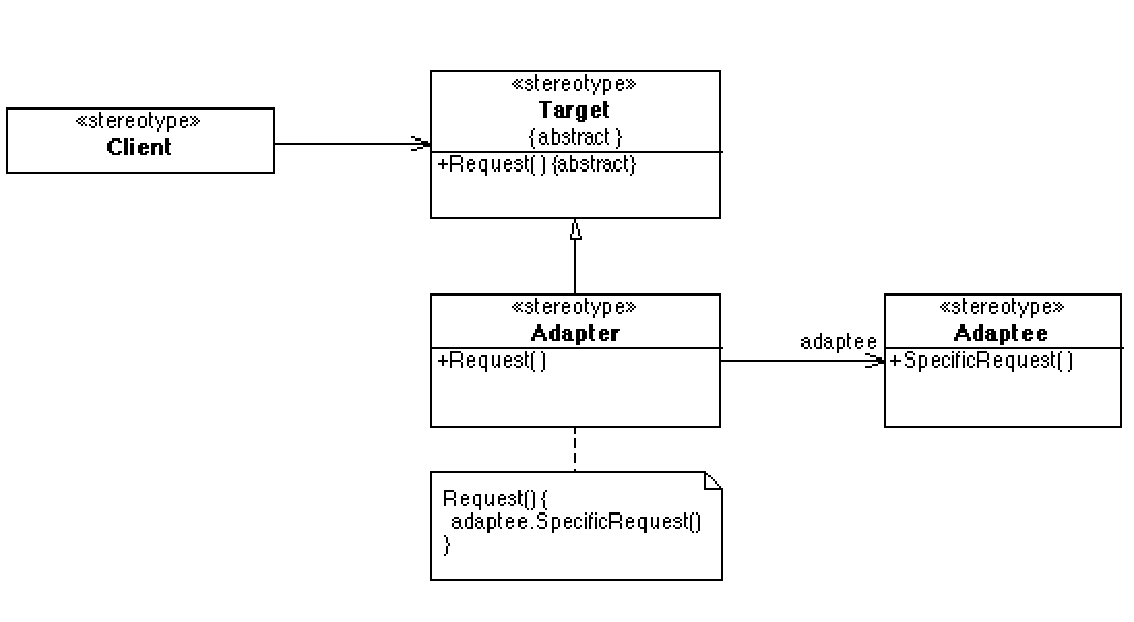 «stereotype»
Client
«stereotype»
Target
{abstract}
+Request() {abstract}
«stereotype»
Adapter
+Request()
adaptee
«stereotype»
Adaptee
+SpecificRequest()
Request(){
adaptee.SpecificRequest()
}